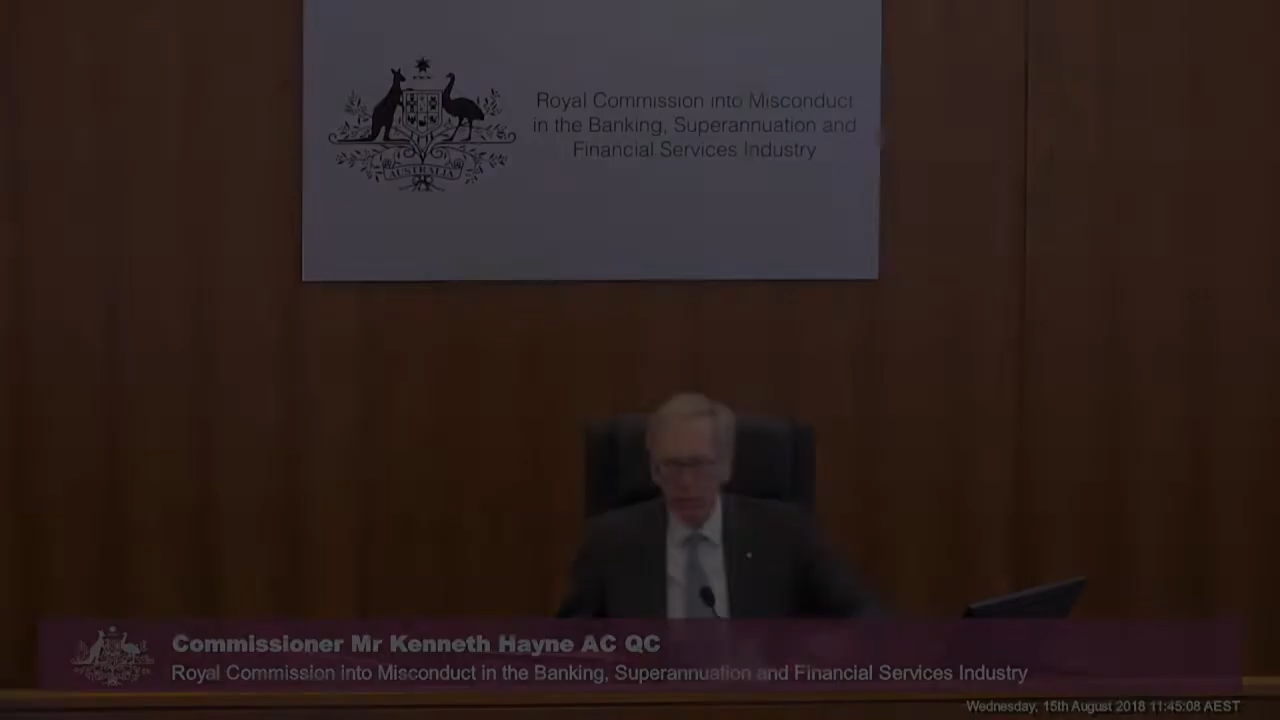 Royal Commission into Misconduct
in the Banking, Superannuation and
Financial Services Industry
AUSTRALIA
Commissioner Mr Kenneth Hayne AC QC
Royal Commission into Misconduct in the Banking, Superannuation and Financial Services Industry
Wednesday, 15th August 2018 11:45:08 AEST